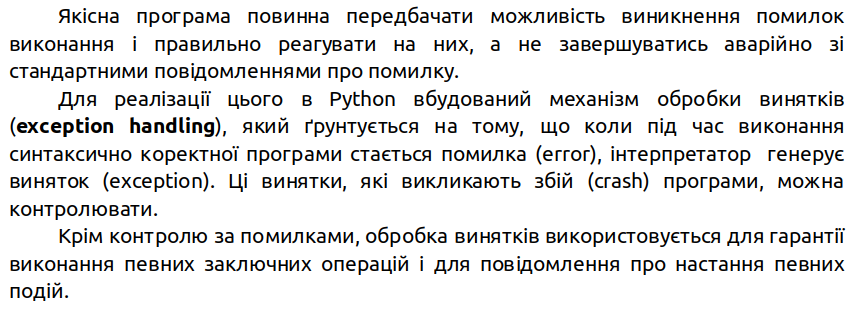 Якісна програма повинна передбачати можливість виникнення помилок
виконання і правильно реагувати на них, а не завершуватись аварійно зі
стандартними повідомленнями про помилку.
Для реалізації цього в Python вбудований механізм обробки винятків
(exception handling), який ґрунтується на тому, що коли під час виконання
синтаксично коректної програми стається помилка (error), інтерпретатор генерує
виняток (exception). Ці винятки, які викликають збій (crash) програми, можна
контролювати.
Крім контролю за помилками, обробка винятків використовується для гарантії
виконання певних заключних операцій і для повідомлення про настання певних
подій.